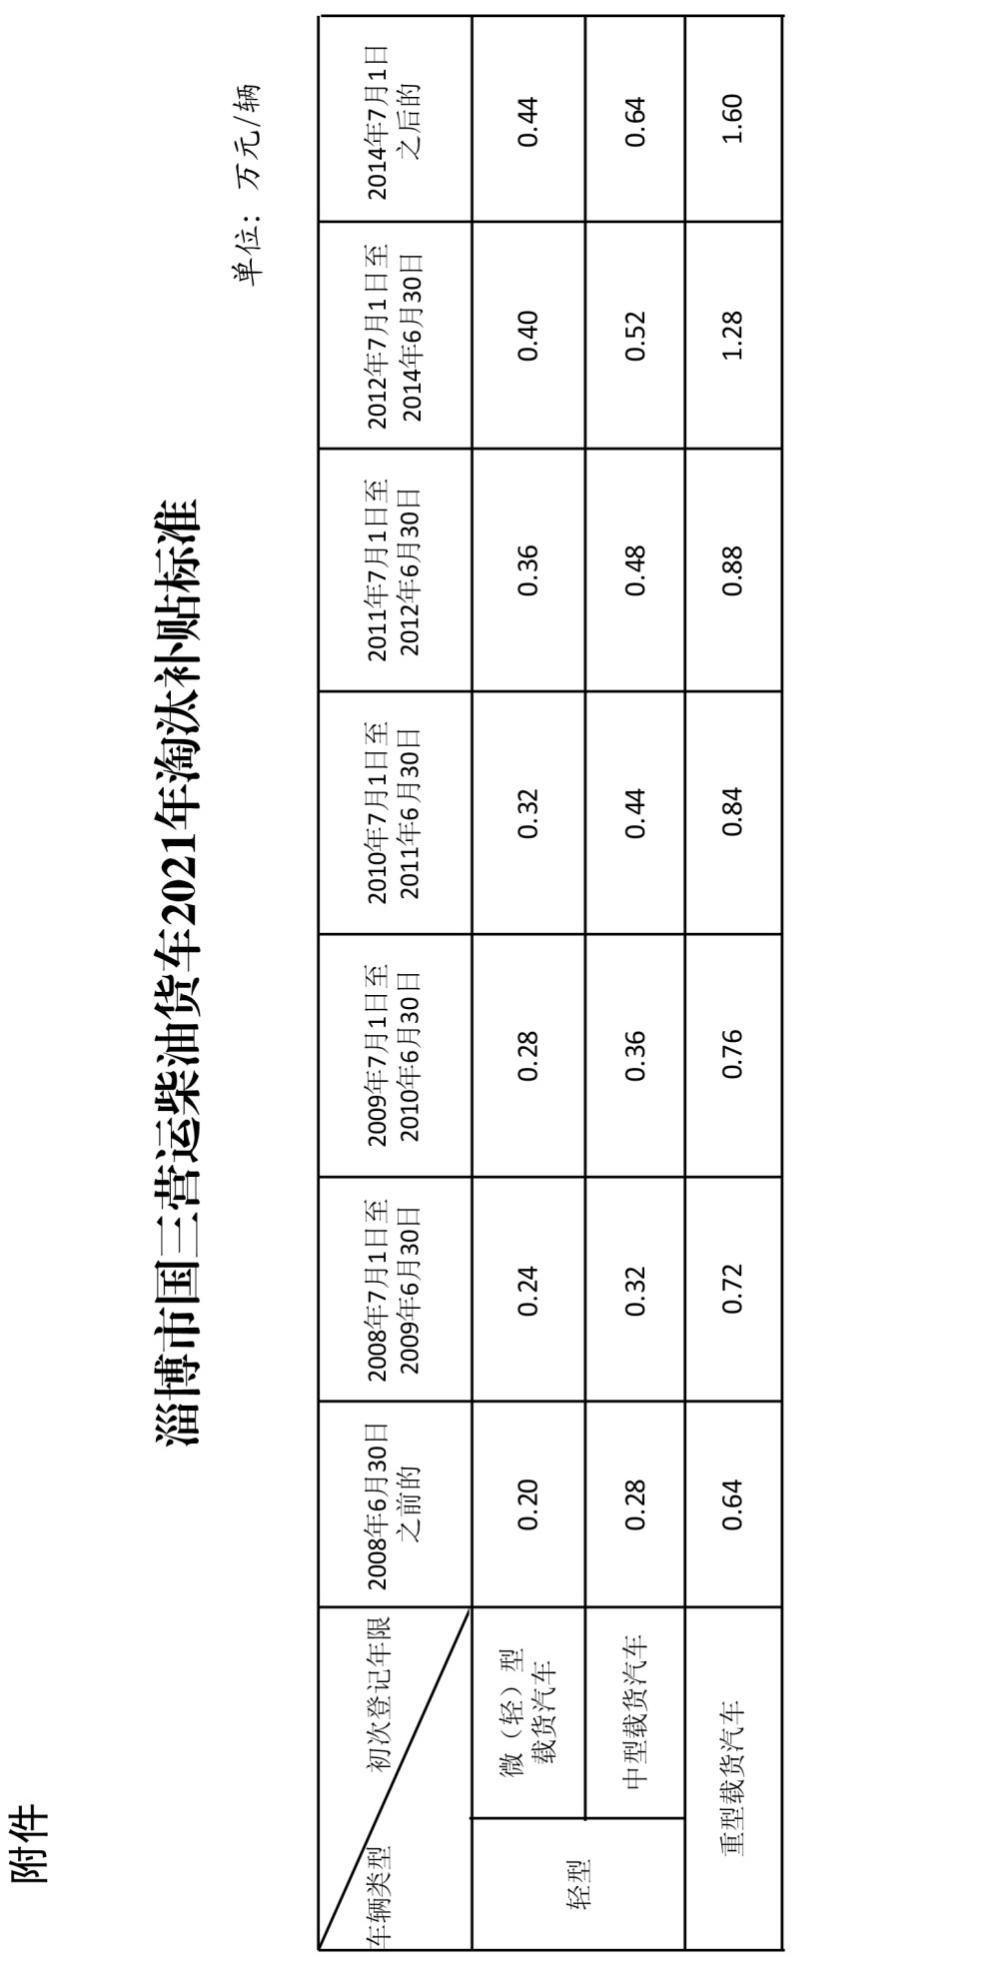 附件
淄博市国三营运柴油货车2021年淘汰补贴标准
单位：万元/辆
车辆类型
初次登记年限
2008年6月30日
之前的
2008年7月1日至
2009年6月30日
2009年7月1日至
2010年6月30日
2010年7月1日至
2011年6月30日
2011年7月1日至
2012年6月30日
2012年7月1日至
2014年6月30日
2014年7月1日
之后的
轻型
微（轻）型
载货汽车
0.20
0.24
0.28
0.32
0.36
0.40
0.44
中型载货汽车
0.28
0.32
0.36
0.44
0.48
0.52
0.64
重型载货汽车
0.64
0.72
0.76
0.84
0.88
1.28
1.60